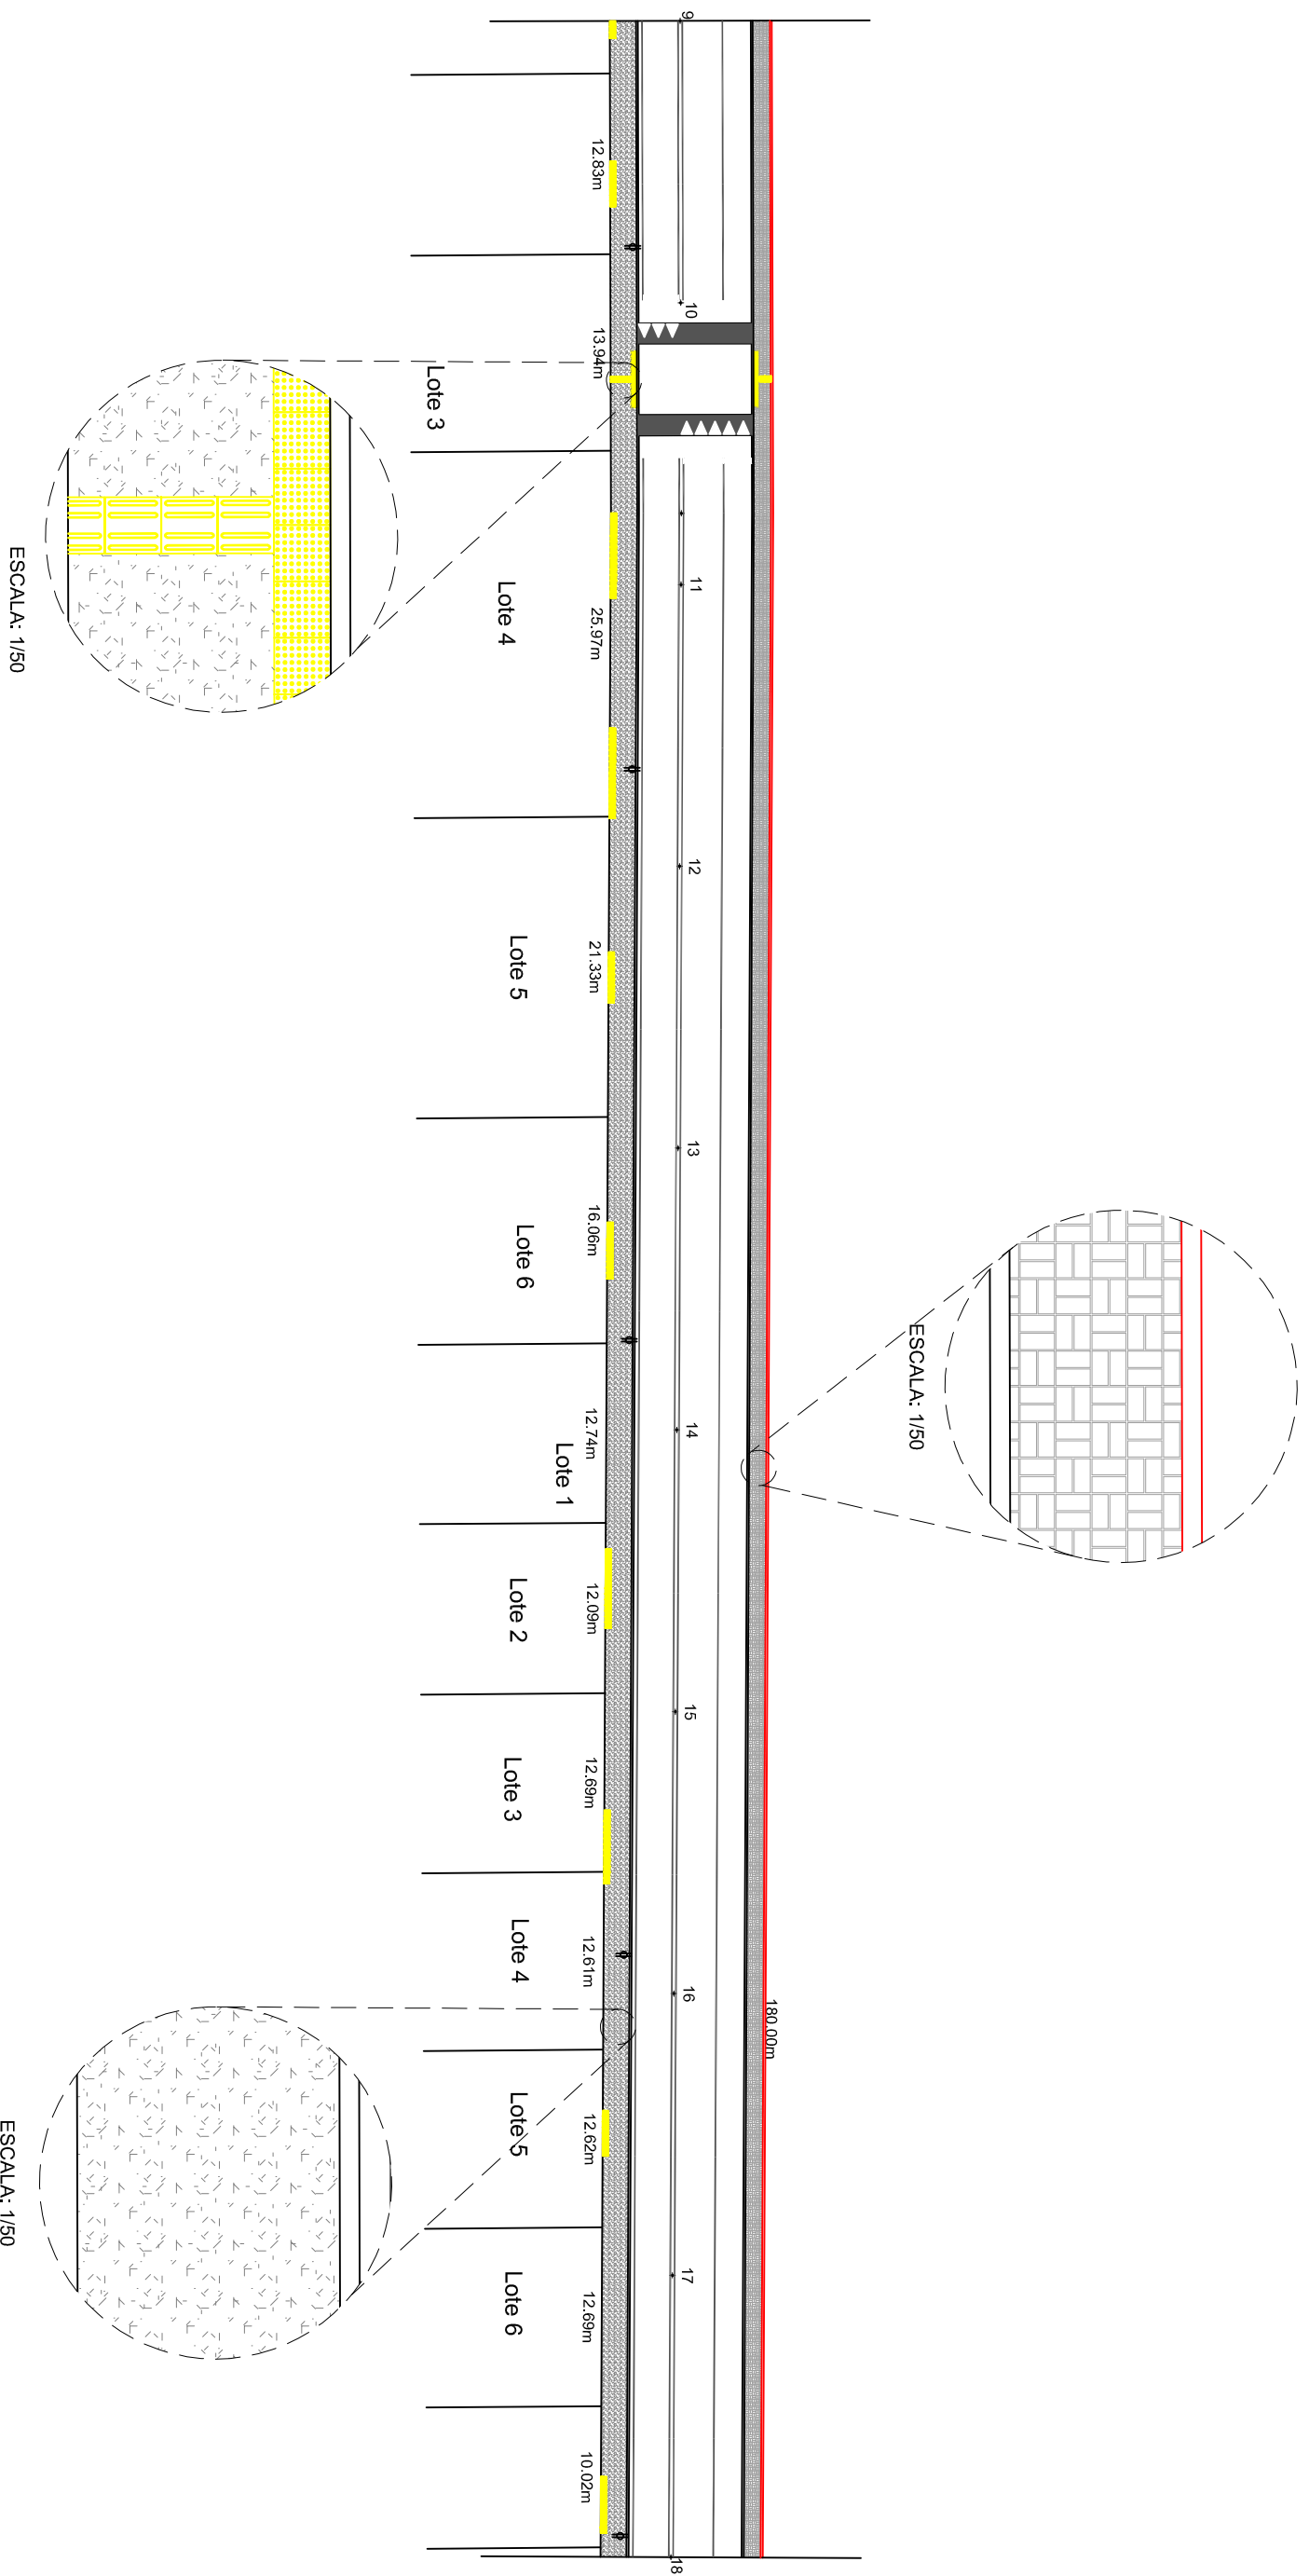 9
12.83m
10
13.94m
Lote 3
ESCALA: 1/50
11
Lote 4
25.97m
12
Lote 5
21.33m
13
16.06m
Lote 6
ESCALA: 1/50
14
12.74m
Lote 1
Lote 2
12.09m
15
12.69m
Lote 3
Lote 4
12.61m
16
180.00m
Lote 5
12.62m
ESCALA: 1/50
17
Lote 6
12.69m
10.02m
18